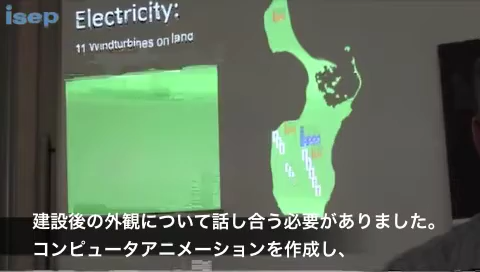 isep
Electricity:
11 Windturbines on land
建設後の外観について話し合う必要がありました。
コンピュータアニメーションを作成し、